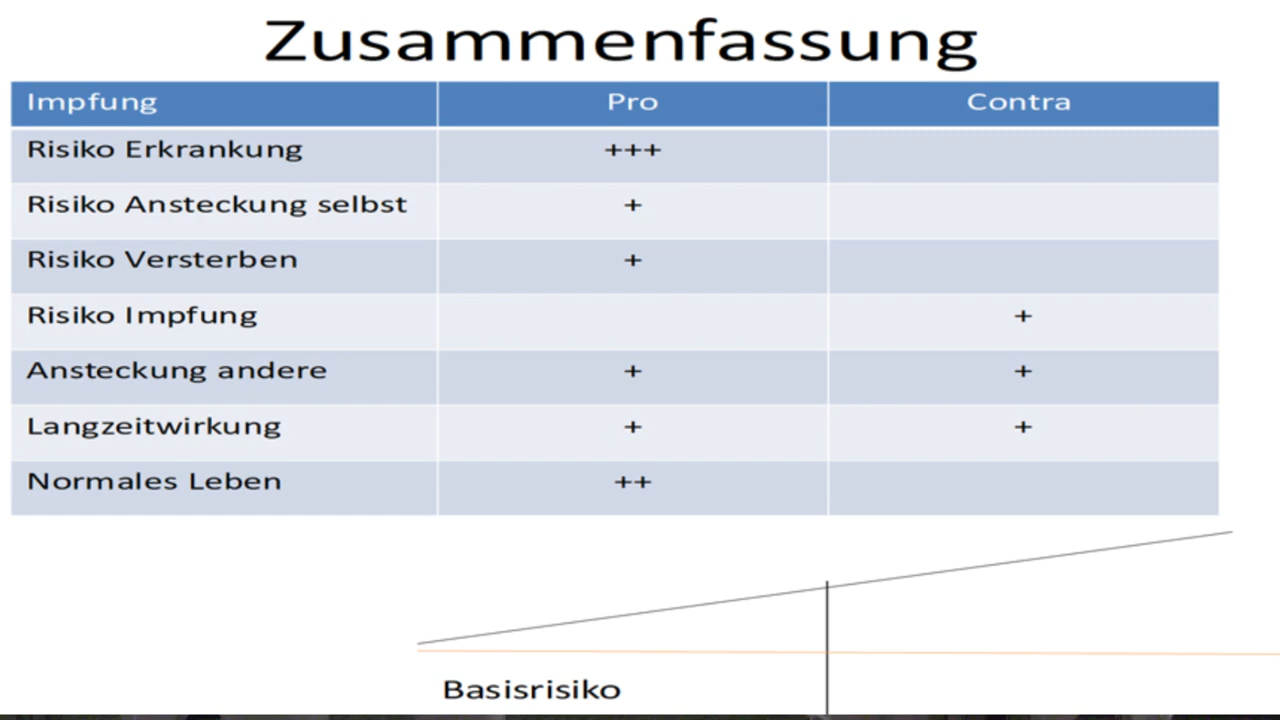 Zusammenfassung
Impfung Pro Contra
Risiko Erkrankung +++
Risiko Ansteckung selbst +
Risiko Versterben +
Risiko Impfung +
Ansteckung andere + +
Langzeitwirkung + +
Normales Leben ++
Basisrisiko